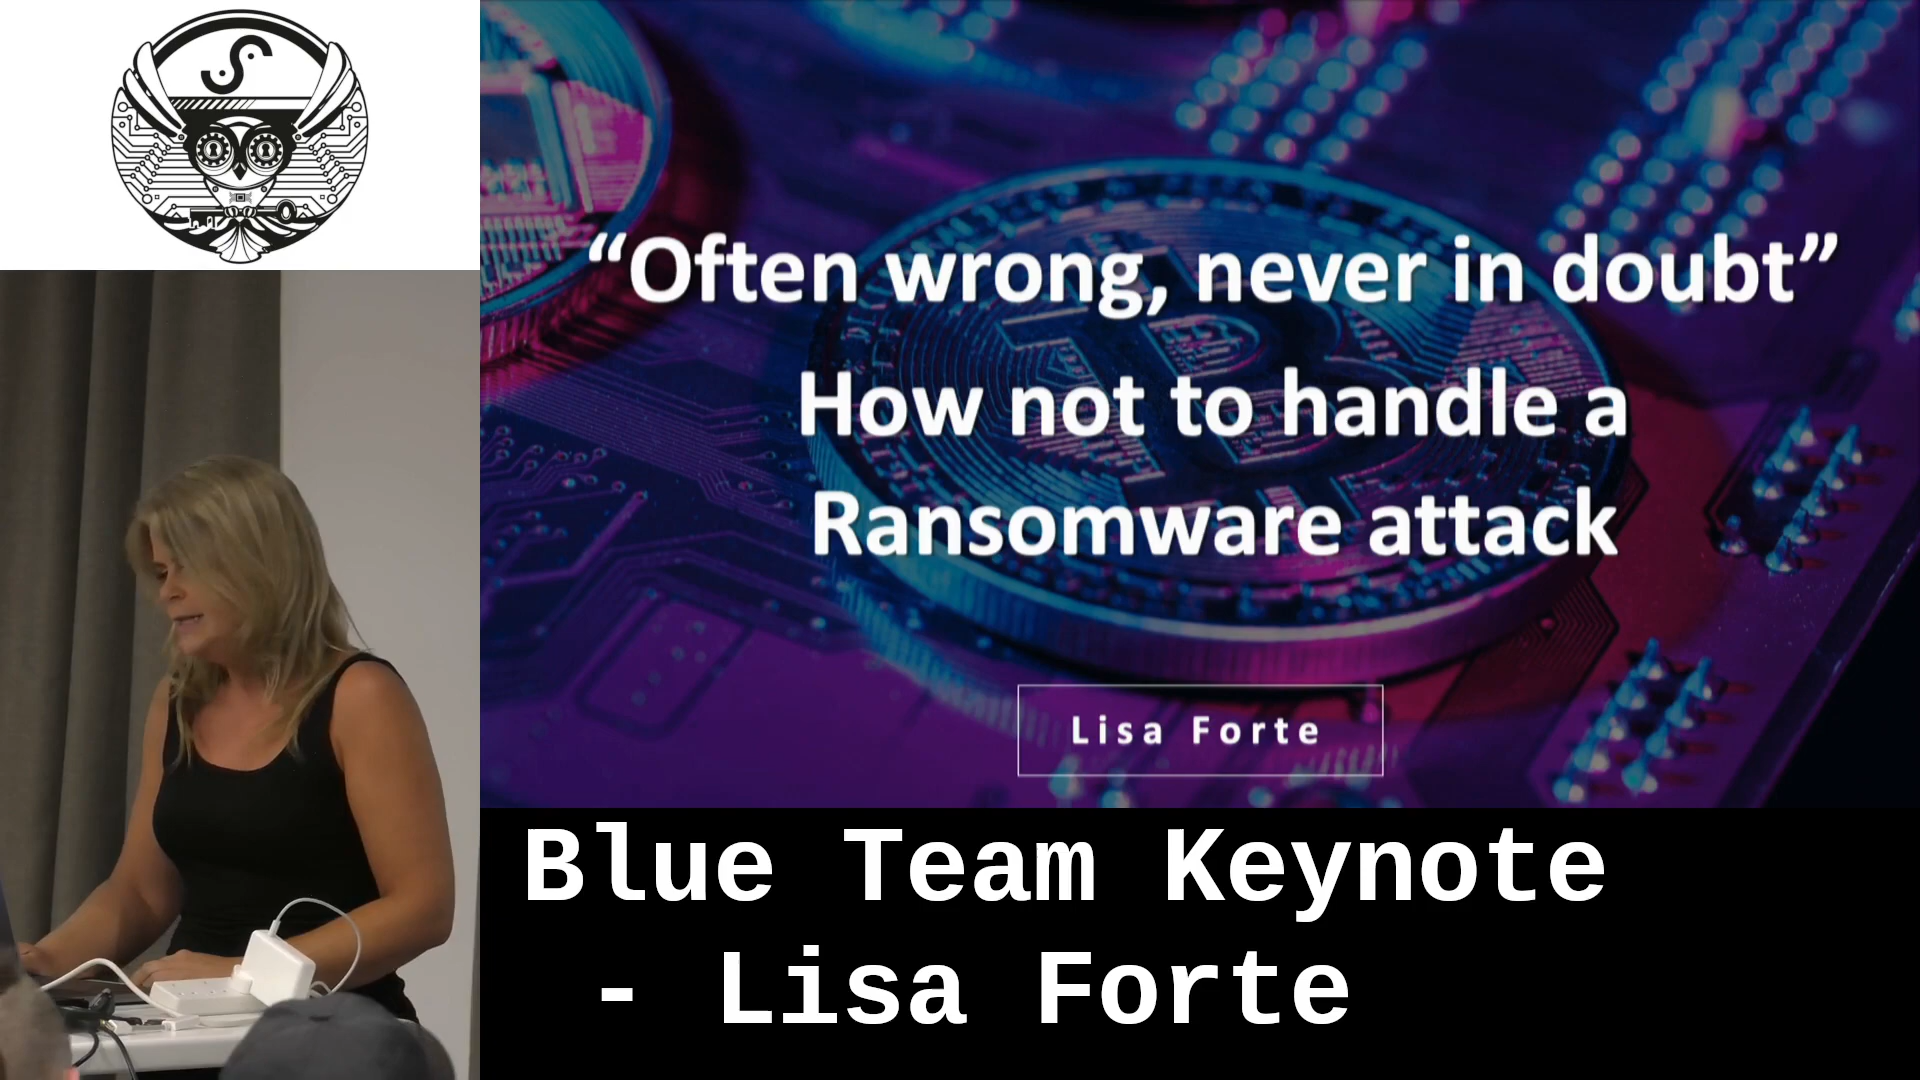 “Often wrong, never in doubt”
How not to handle a
Ransomware attack
Lisa Forte
Blue Team Keynote
- Lisa Forte